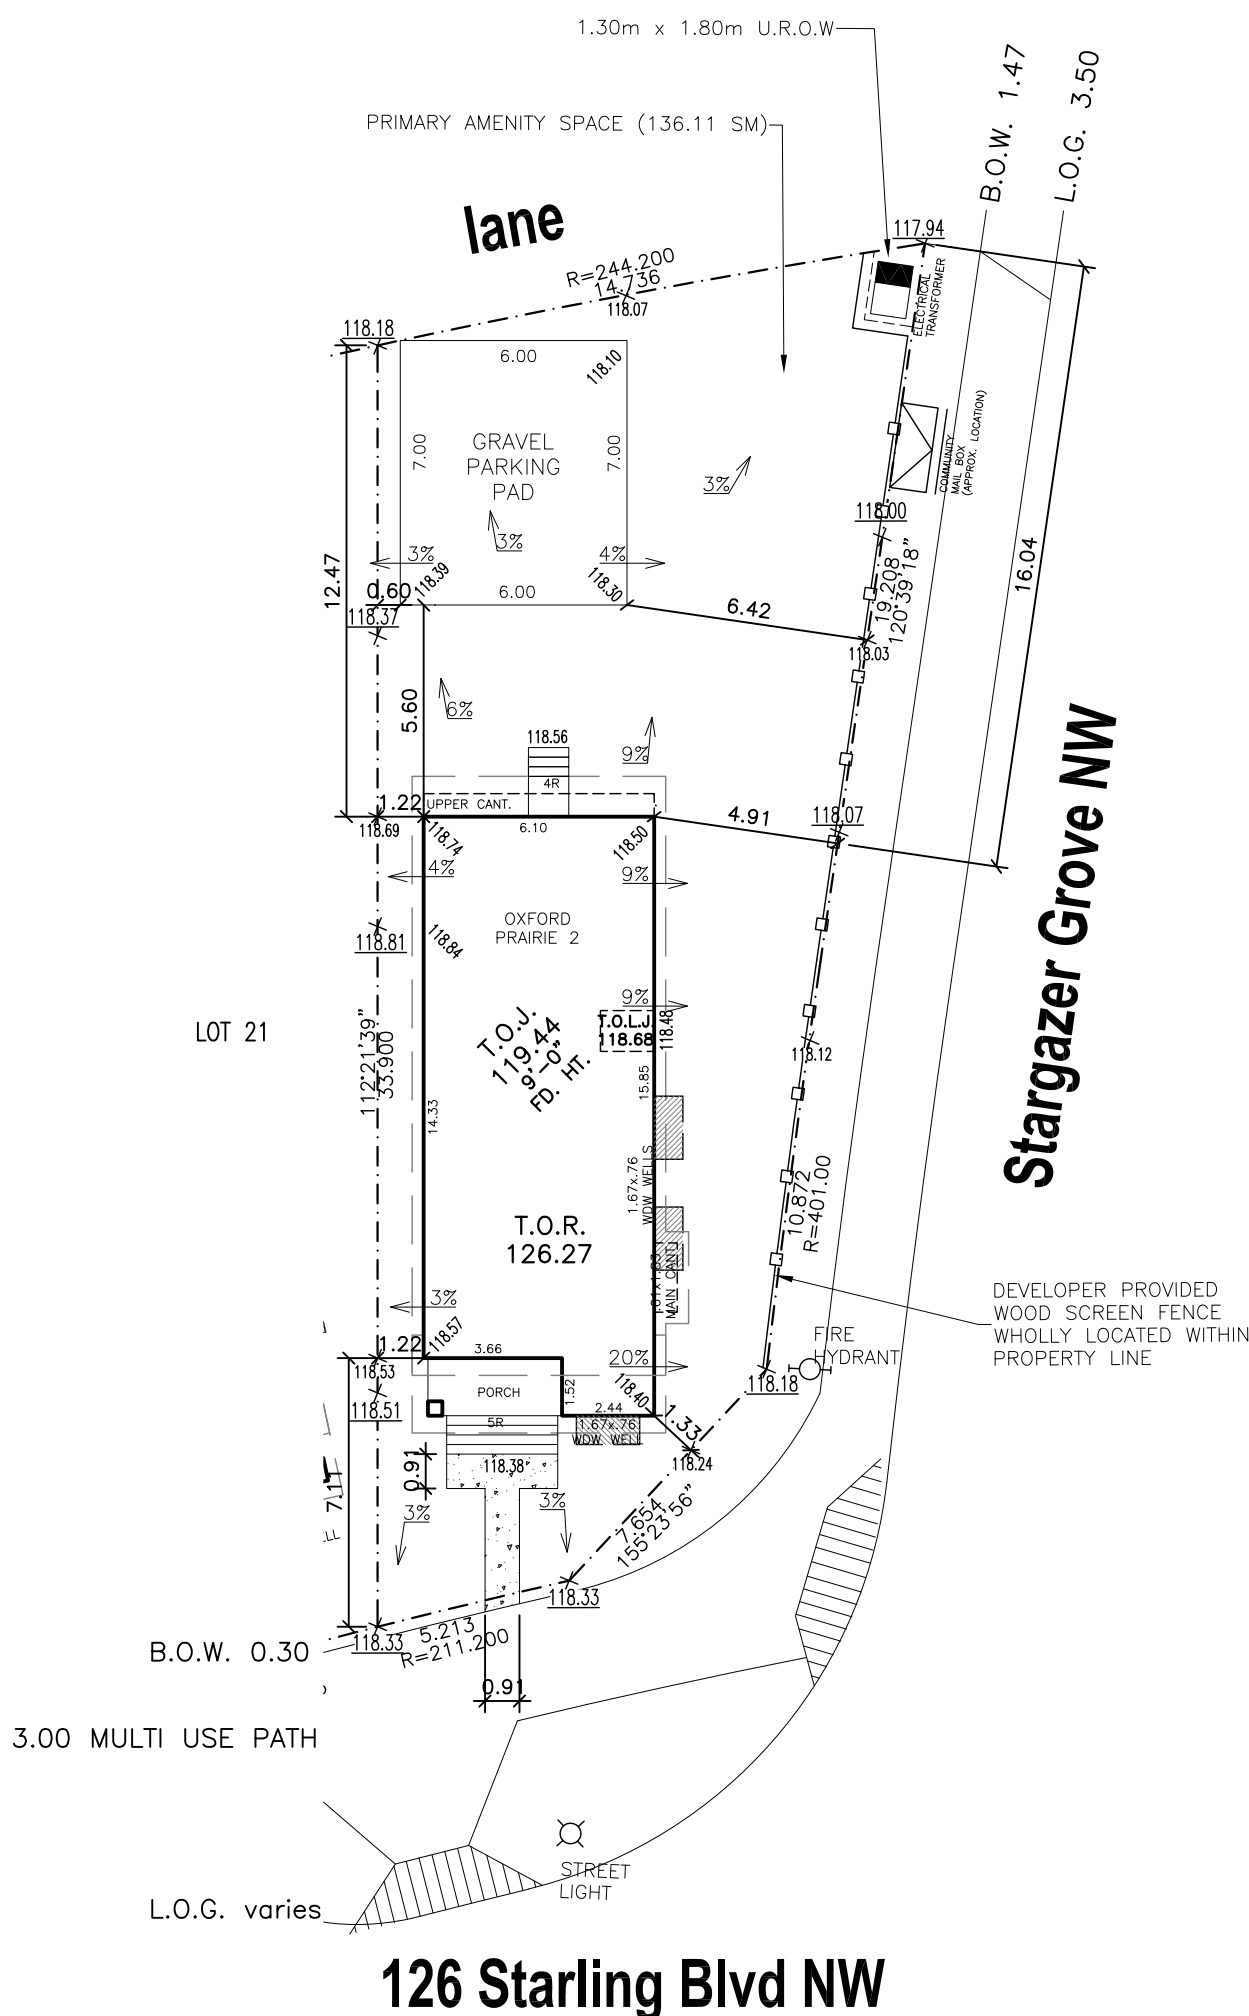 1.30m x 1.80m U.R.O.W
B.O.W. 1.47
L.O.G. 3.50
PRIMARY AMENITY SPACE (136.11 SM)
lane
117.94
R=244.200
14.736
118.07
ELECTRICAL
TRANSFORMER
118.18
6.00
118.10
7.00
GRAVEL
PARKING
PAD
7.00
3%
COMMUNITY
MAIL BOX
(APPROX. LOCATION)
118.00
3%
3%
4%
12.47
16.04
19.208
120°39'18"
0.60
118.39
6.00
118.30
6.42
118.37
118.03
5.60
6%
9%
118.56
4R
Stargazer Grove NW
1.22
UPPER CANT.
6.10
4.91
118.07
118.69
118.74
118.50
4%
9%
OXFORD
PRAIRIE 2
118.81
118.84
9%
LOT 21
112°21'39"
33.900
T.O.J.
119.44
9'-0"
FD. HT.
T.O.L.J.
118.68
118.48
118.12
14.33
15.85
1.67x.76
WDW WELLS
10.872
R=401.00
T.O.R.
126.27
MAIN CANT.
3%
DEVELOPER PROVIDED
WOOD SCREEN FENCE
WHOLLY LOCATED WITHIN
PROPERTY LINE
FIRE
HYDRANT
1.22
118.57
3.66
20%
118.53
118.18
118.51
PORCH
1.52
118.40
2.44
1.33
5R
1.67x.76
WDW WELL
118.24
0.91
118.38
7.11
3%
3%
7.654
155°23'56"
118.33
118.33
5.213
R=211.200
B.O.W. 0.30
0.91
3.00 MULTI USE PATH
STREET
LIGHT
L.O.G. varies
126 Starling Blvd NW